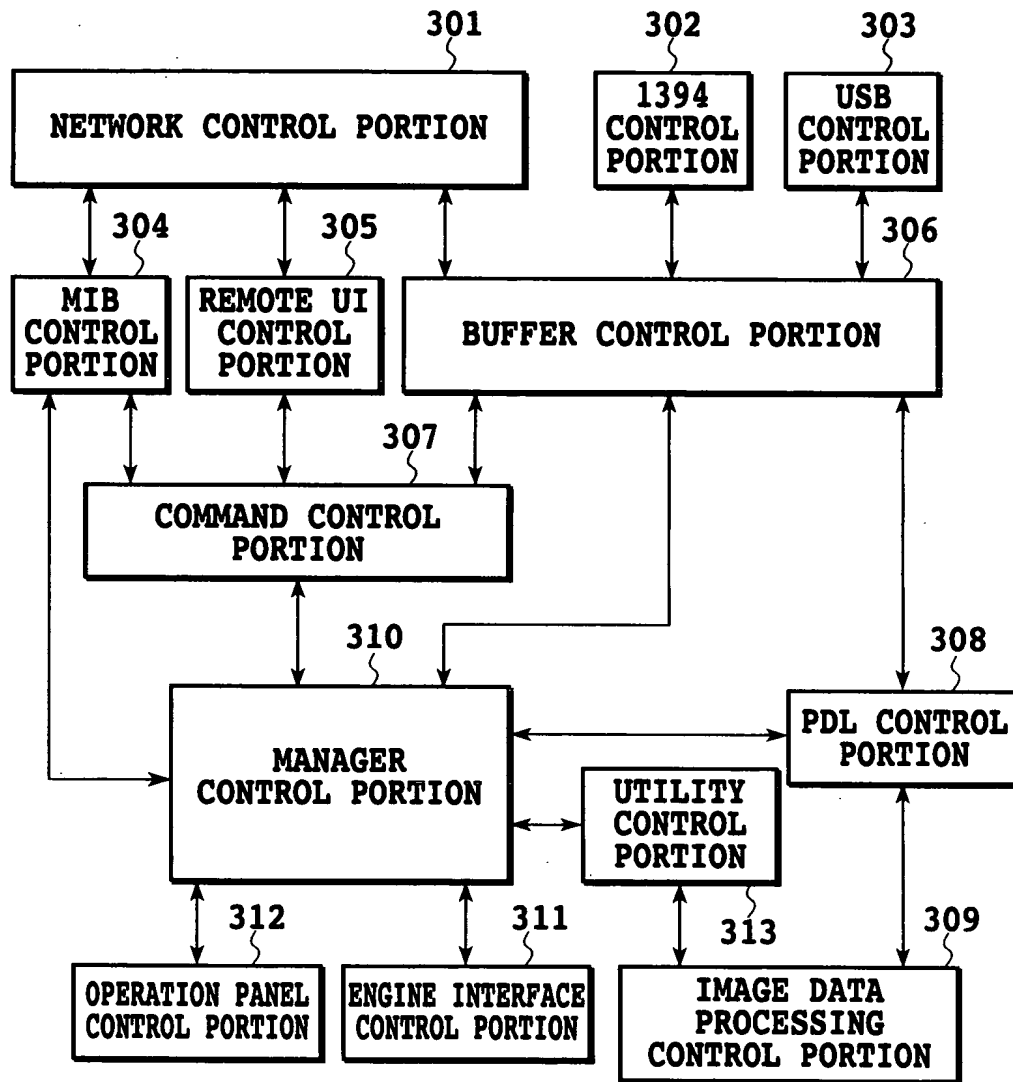 301
302
303
NETWORK CONTROL PORTION
1394
CONTROL
PORTION
USB
CONTROL
PORTION
304
305
306
MIB
CONTROL
PORTION
REMOTE UI
CONTROL
PORTION
BUFFER CONTROL PORTION
307
COMMAND CONTROL
PORTION
310
308
MANAGER
CONTROL PORTION
PDL CONTROL
PORTION
UTILITY
CONTROL
PORTION
312
311
313
309
OPERATION PANEL
CONTROL PORTION
ENGINE INTERFACE
CONTROL PORTION
IMAGE DATA
PROCESSING
CONTROL PORTION